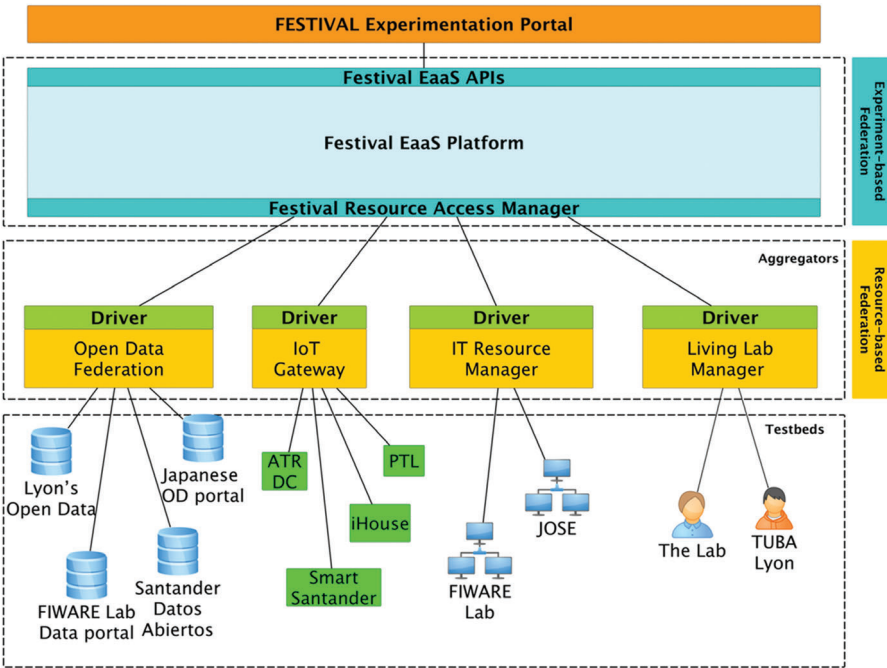 FESTIVAL Experimentation Portal
Festival EaaS APIs
Festival EaaS Platform
Festival Resource Access Manager
Experiment-based
Federation
Aggregators
Resource-based
Federation
Driver
Open Data
Federation
Driver
IoT
Gateway
Driver
IT Resource
Manager
Driver
Living Lab
Manager
Testbeds
Lyon's
Open Data
Japanese
OD portal
FIWARE Lab
Data portal
Santander
Datos
Abiertos
ATR
DC
PTL
iHouse
Smart
Santander
FIWARE
Lab
JOSE
The Lab
TUBA
Lyon